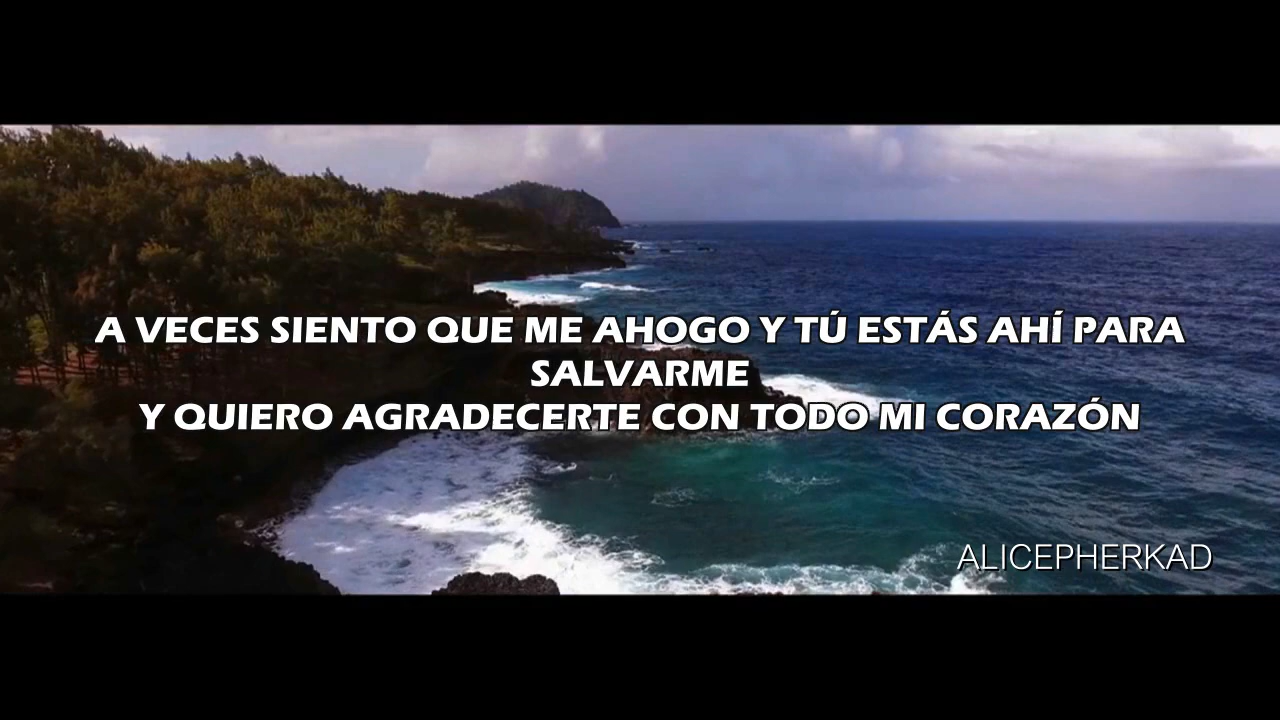 A VECES SIENTO QUE ME AHOGO Y TÚ ESTÁS AHÍ PARA
SALVARME
Y QUIERO AGRADECERTE CON TODO MI CORAZÓN
ALICEPHERKAD